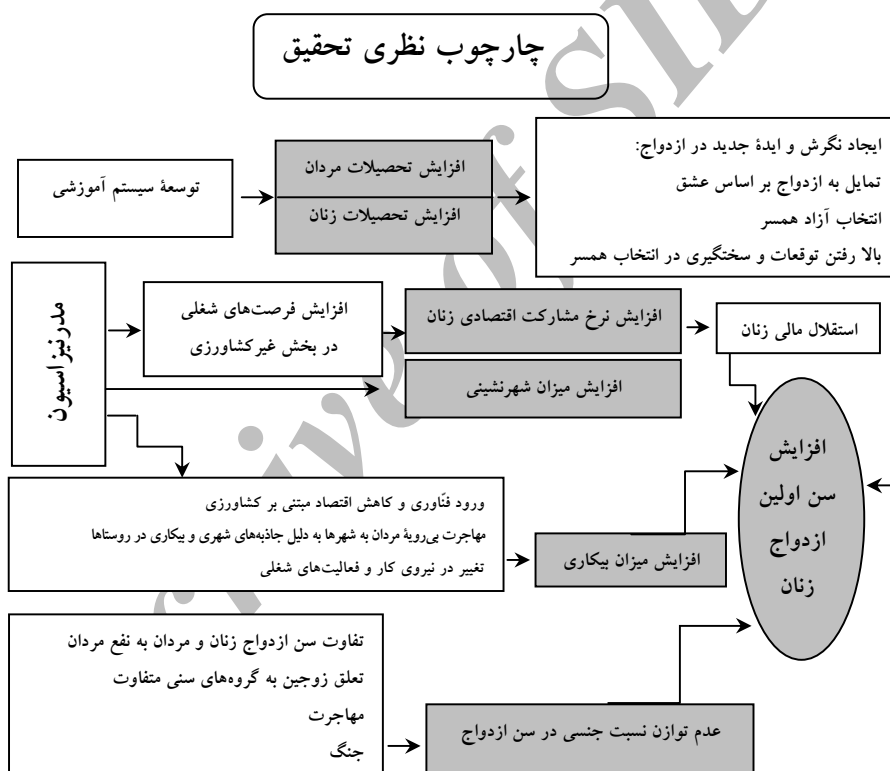 چارچوب نظری تحقیق
ایجاد نگرش و ایدۀ جدید در ازدواج:
تمایل به ازدواج بر اساس عشق
انتخاب آزاد همسر
بالا رفتن توقعات و سختگیری در انتخاب همسر
افزایش تحصیلات مردان
افزایش تحصیلات زنان
توسعۀ سیستم آموزشی
مدرنیزاسیون
افزایش فرصت‌های شغلی
در بخش غیرکشاورزی
افزایش نرخ مشارکت اقتصادی زنان
استقلال مالی زنان
افزایش میزان شهرنشینی
افزایش
سن اولین
ازدواج
زنان
ورود فنّاوری و کاهش اقتصاد مبتنی بر کشاورزی
مهاجرت بی‌رویۀ مردان به شهرها به دلیل جاذبه‌های شهری و بیکاری در روستاها
تغییر در نیروی کار و فعالیت‌های شغلی
افزایش میزان بیکاری
تفاوت سن ازدواج زنان و مردان به نفع مردان
تعلق زوجین به گروه‌های سنی متفاوت
مهاجرت
جنگ
عدم توازن نسبت جنسی در سن ازدواج